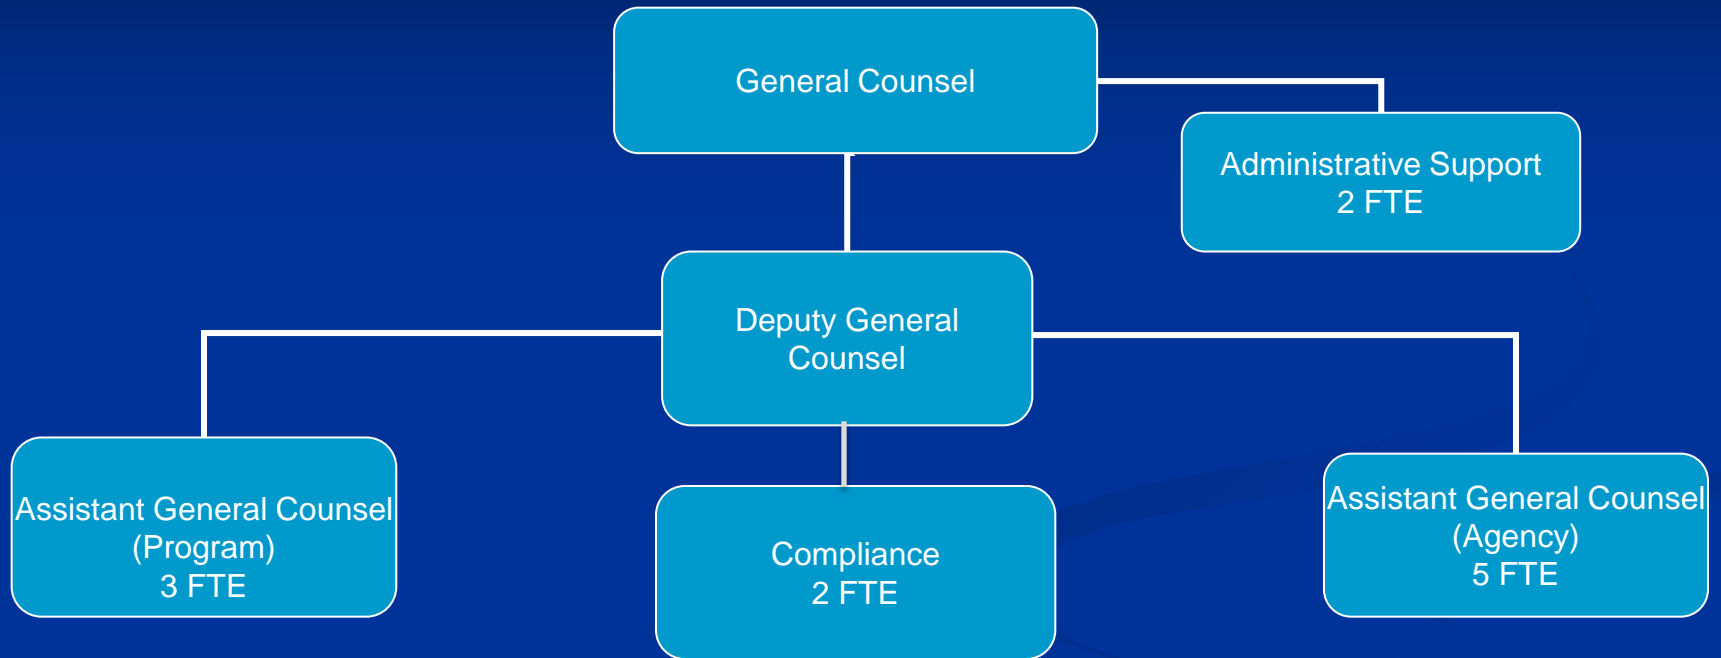 General Counsel
Administrative Support
2 FTE
Deputy General
Counsel
Assistant General Counsel
(Program)
3 FTE
Compliance
2 FTE
Assistant General Counsel
(Agency)
5 FTE